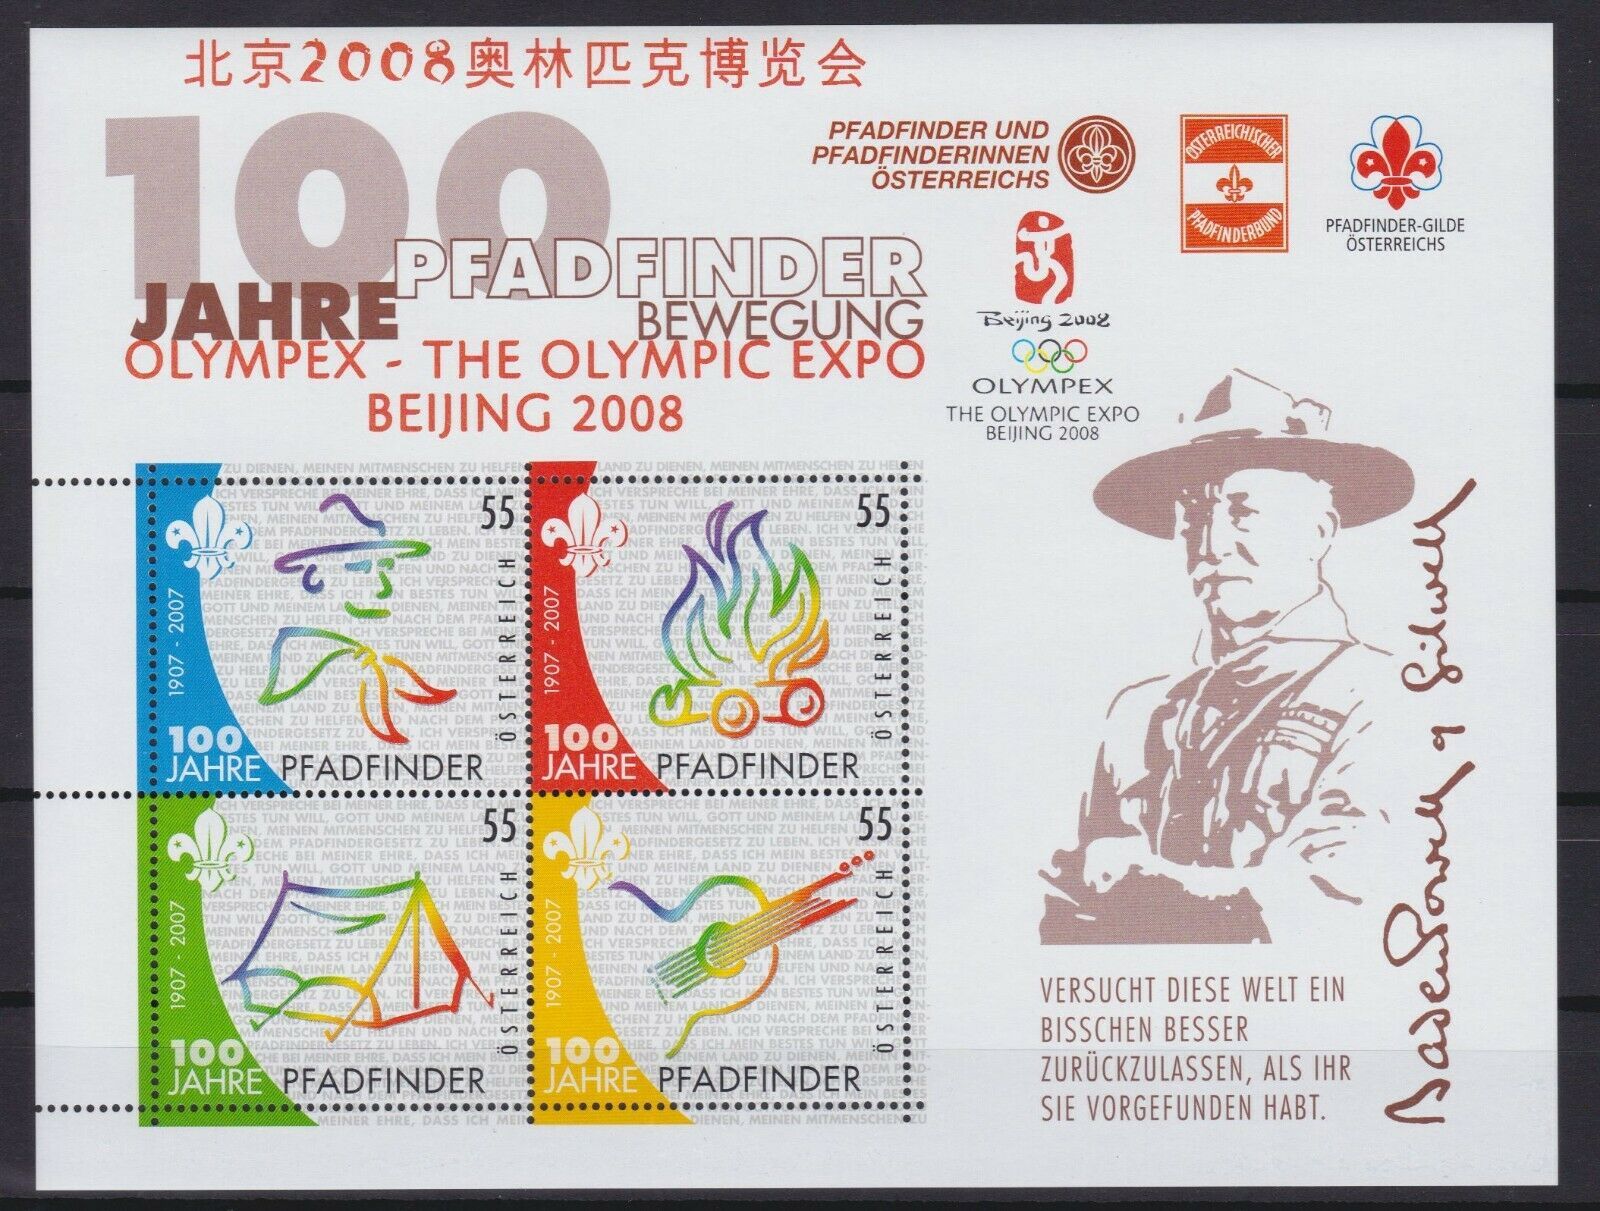 北京2008奥林匹克博览会
100
JAHRE PFADFINDER
BEWEGUNG
OLYMPEX - THE OLYMPIC EXPO
BEIJING 2008
PFADFINDER UND
PFADFINDERINNEN
ÖSTERREICHS
ÖSTERREICHISCHER
PFADFINDERBUND
PFADFINDER-GILDE
ÖSTERREICHS
Beijing 2008
OLYMPEX
THE OLYMPIC EXPO
BEIJING 2008
55
ÖSTERREICH
1907 - 2007
100
JAHRE PFADFINDER
55
ÖSTERREICH
1907 - 2007
100
JAHRE PFADFINDER
55
ÖSTERREICH
1907 - 2007
100
JAHRE PFADFINDER
55
ÖSTERREICH
1907 - 2007
100
JAHRE PFADFINDER
VERSUCHT DIESE WELT EIN
BISSCHEN BESSER
ZURÜCKZULASSEN, ALS IHR
SIE VORGEFUNDEN HABT.
Baden Powell of Gilwell